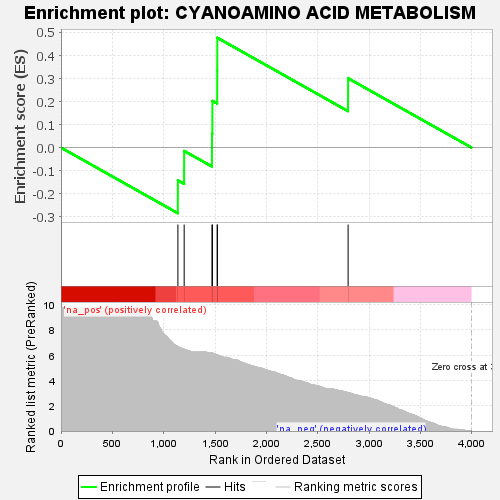 Enrichment plot: CYANOAMINO ACID METABOLISM
Enrichment score (ES)
0.5
0.4
0.3
0.2
0.1
0.0
-0.1
-0.2
-0.3
'na_pos' (positively correlated)
Ranked list metric (PreRanked)
10
8
6
4
2
0
Zero cross at 3
'na_neg' (negatively correlated)
0 500 1,000 1,500 2,000 2,500 3,000 3,500 4,000
Rank in Ordered Dataset
Enrichment profile Hits Ranking metric scores